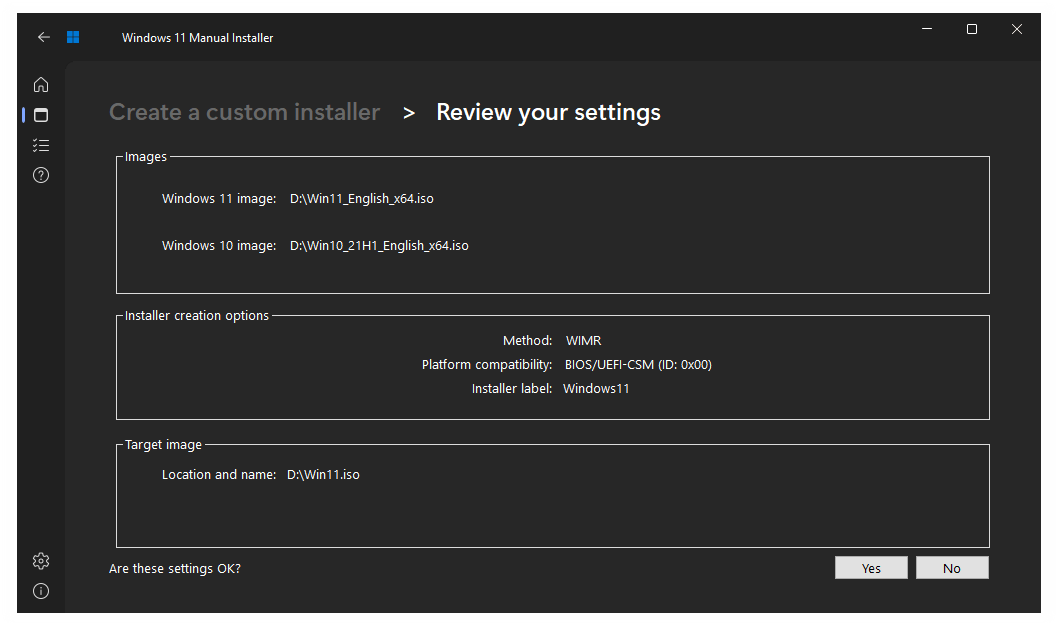 Windows 11 Manual Installer
Create a custom installer > Review your settings
Images
Windows 11 image: D:\Win11_English_x64.iso
Windows 10 image: D:\Win10_21H1_English_x64.iso
Installer creation options
Method: WIMR
Platform compatibility: BIOS/UEFI-CSM (ID: 0x00)
Installer label: Windows11
Target image
Location and name: D:\Win11.iso
Are these settings OK? Yes No